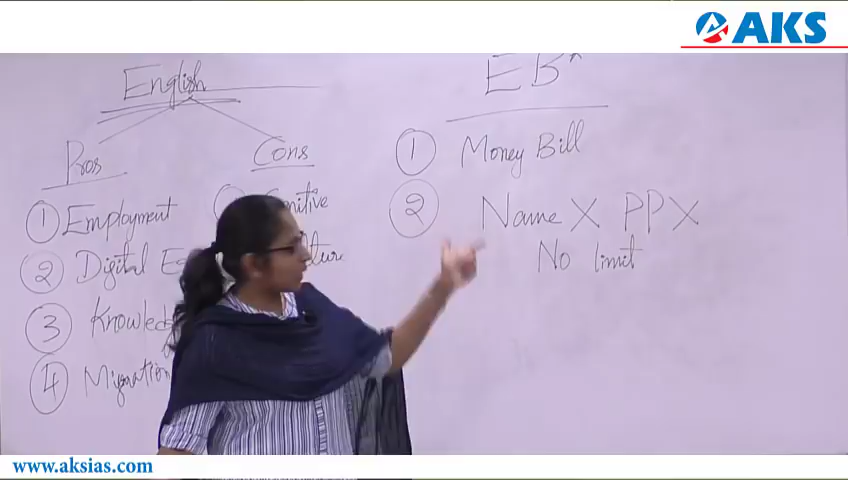 AKS
English
Pros
Cons
① Employment
② Digital
③ Knowledge
④ Migration
EB*
① Money Bill
② Name X PP X
No limit
www.aksias.com